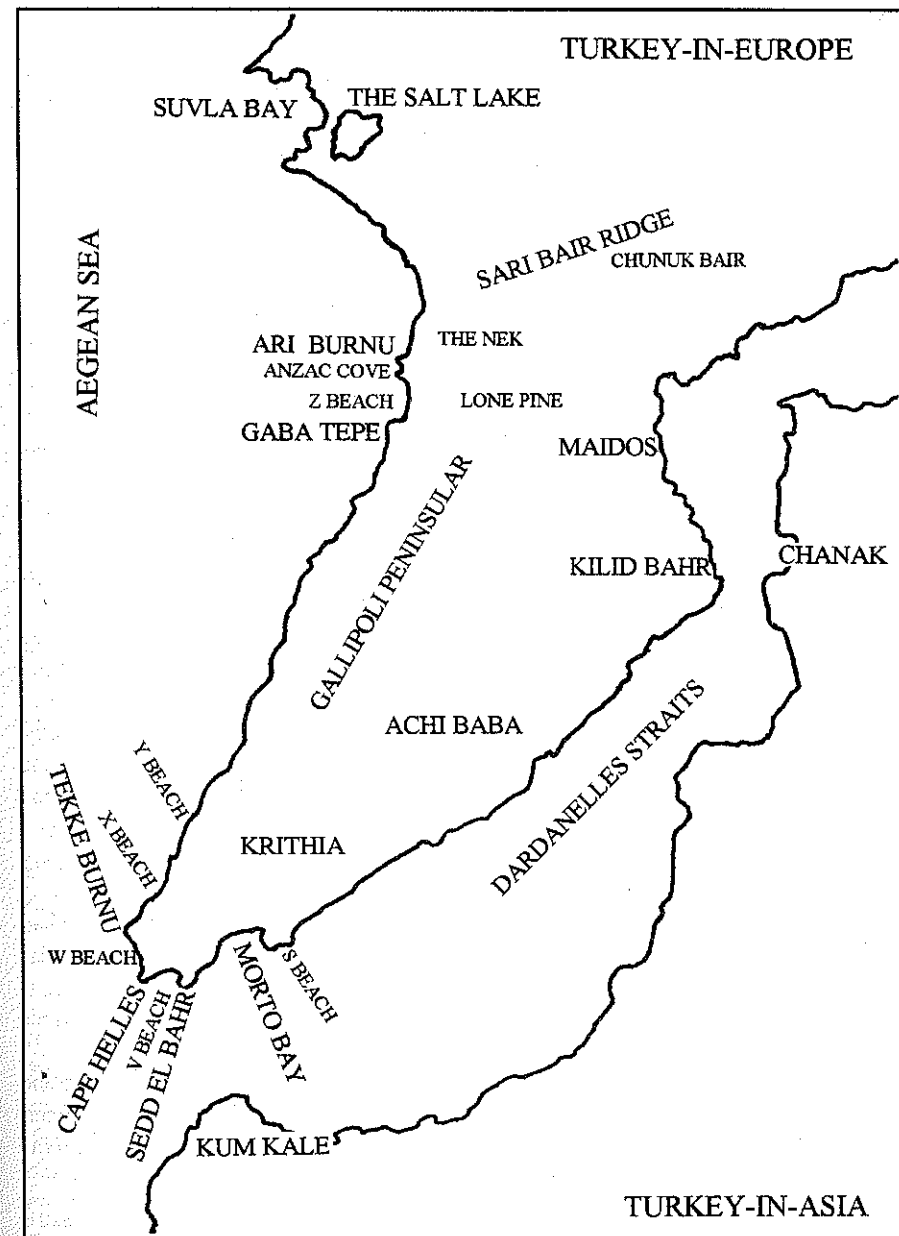 TURKEY-IN-EUROPE
SUVLA BAY
THE SALT LAKE
AEGEAN SEA
SARI BAIR RIDGE
CHUNUK BAIR
ARI BURNU
THE NEK
ANZAC COVE
Z BEACH
LONE PINE
GABA TEPE
MAIDOS
GALLIPOLI PENINSULAR
KILID BAHR
CHANAK
ACHI BABA
DARDANELLES STRAITS
Y BEACH
X BEACH
TEKKE BURNU
KRITHIA
W BEACH
S BEACH
MORTO BAY
CAPE HELLES
V BEACH
SEDD EL BAHR
KUM KALE
TURKEY-IN-ASIA